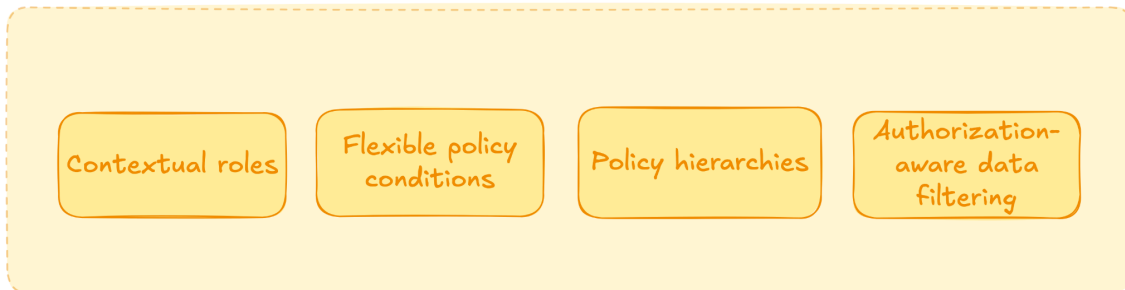 Contextual roles
Flexible policy
conditions
Policy hierarchies
Authorization-
aware data
filtering